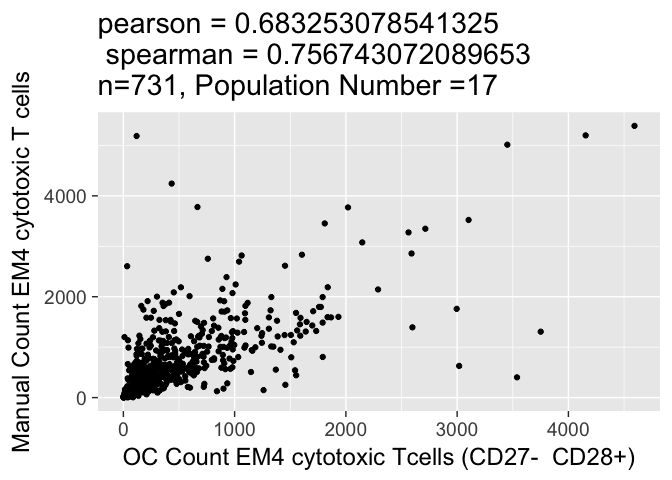 pearson = 0.683253078541325
spearman = 0.756743072089653
n=731, Population Number =17
Manual Count EM4 cytotoxic T cells
4000
2000
0
0 1000 2000 3000 4000
OC Count EM4 cytotoxic Tcells (CD27-  CD28+)